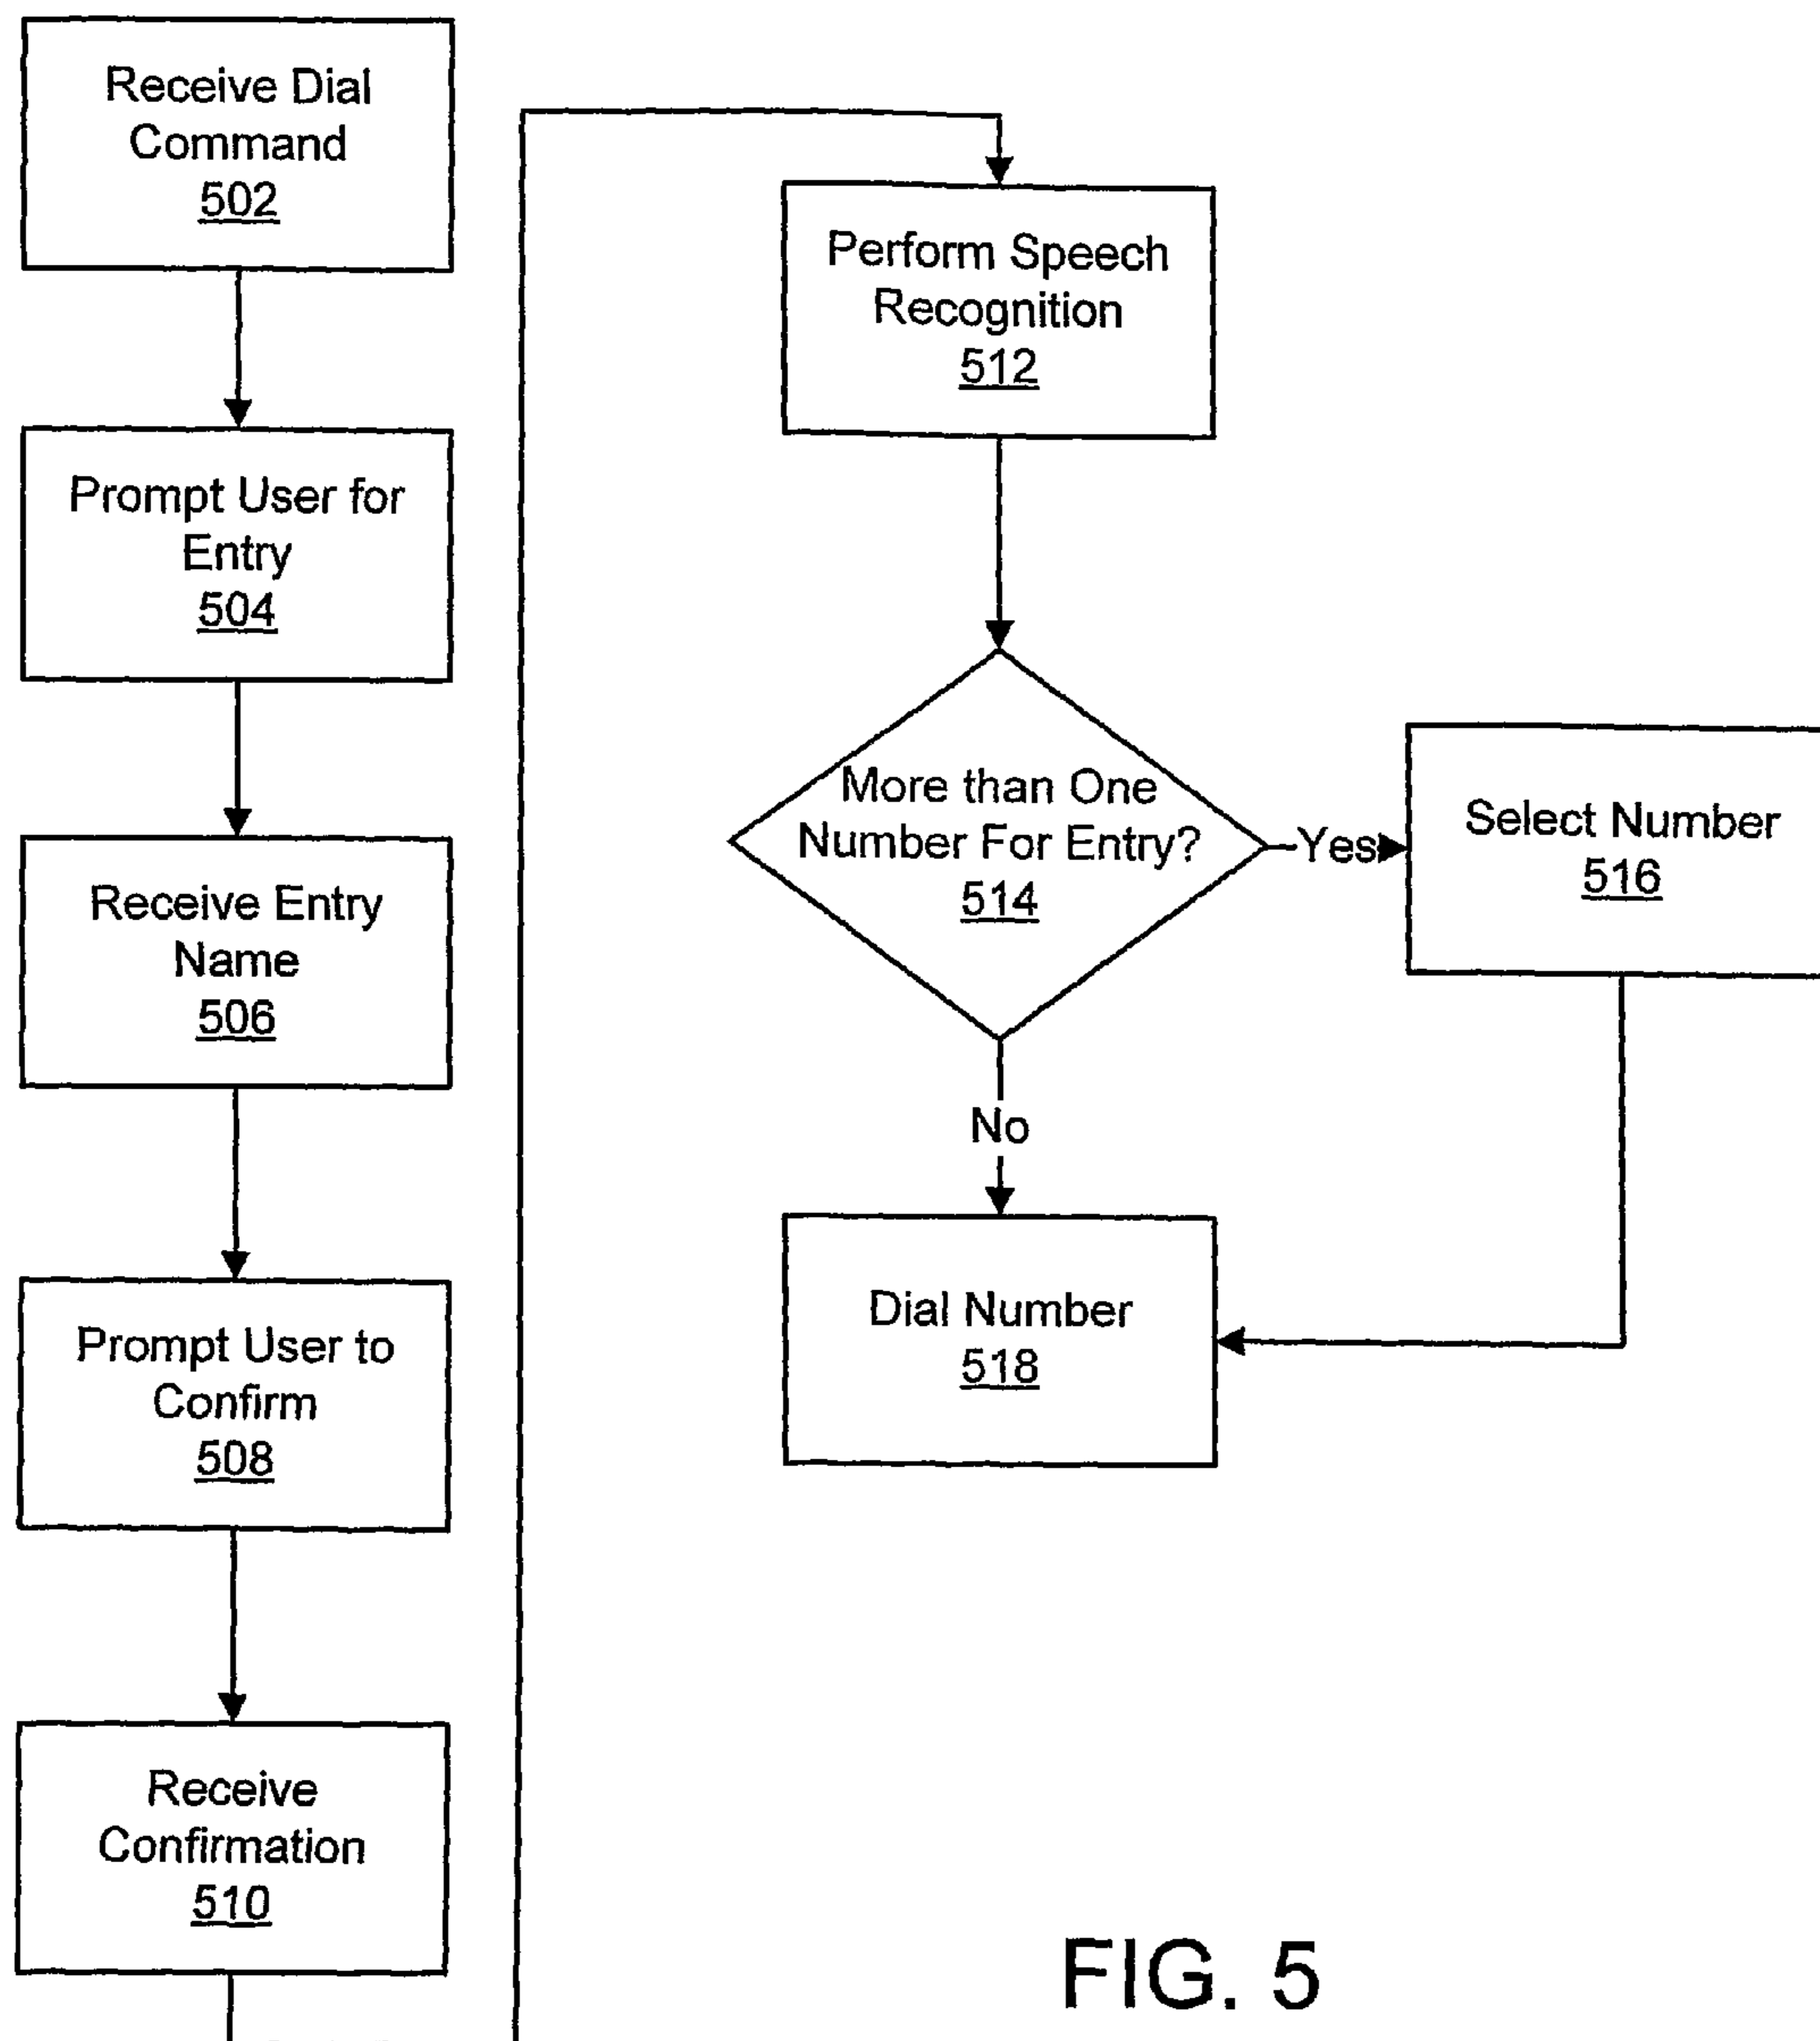 Receive Dial
Command
502
Prompt User for
Entry
504
Receive Entry
Name
506
Prompt User to
Confirm
508
Receive
Confirmation
510
Perform Speech
Recognition
512
More than One
Number For Entry?
514
Yes
Select Number
516
No
Dial Number
518
FIG. 5